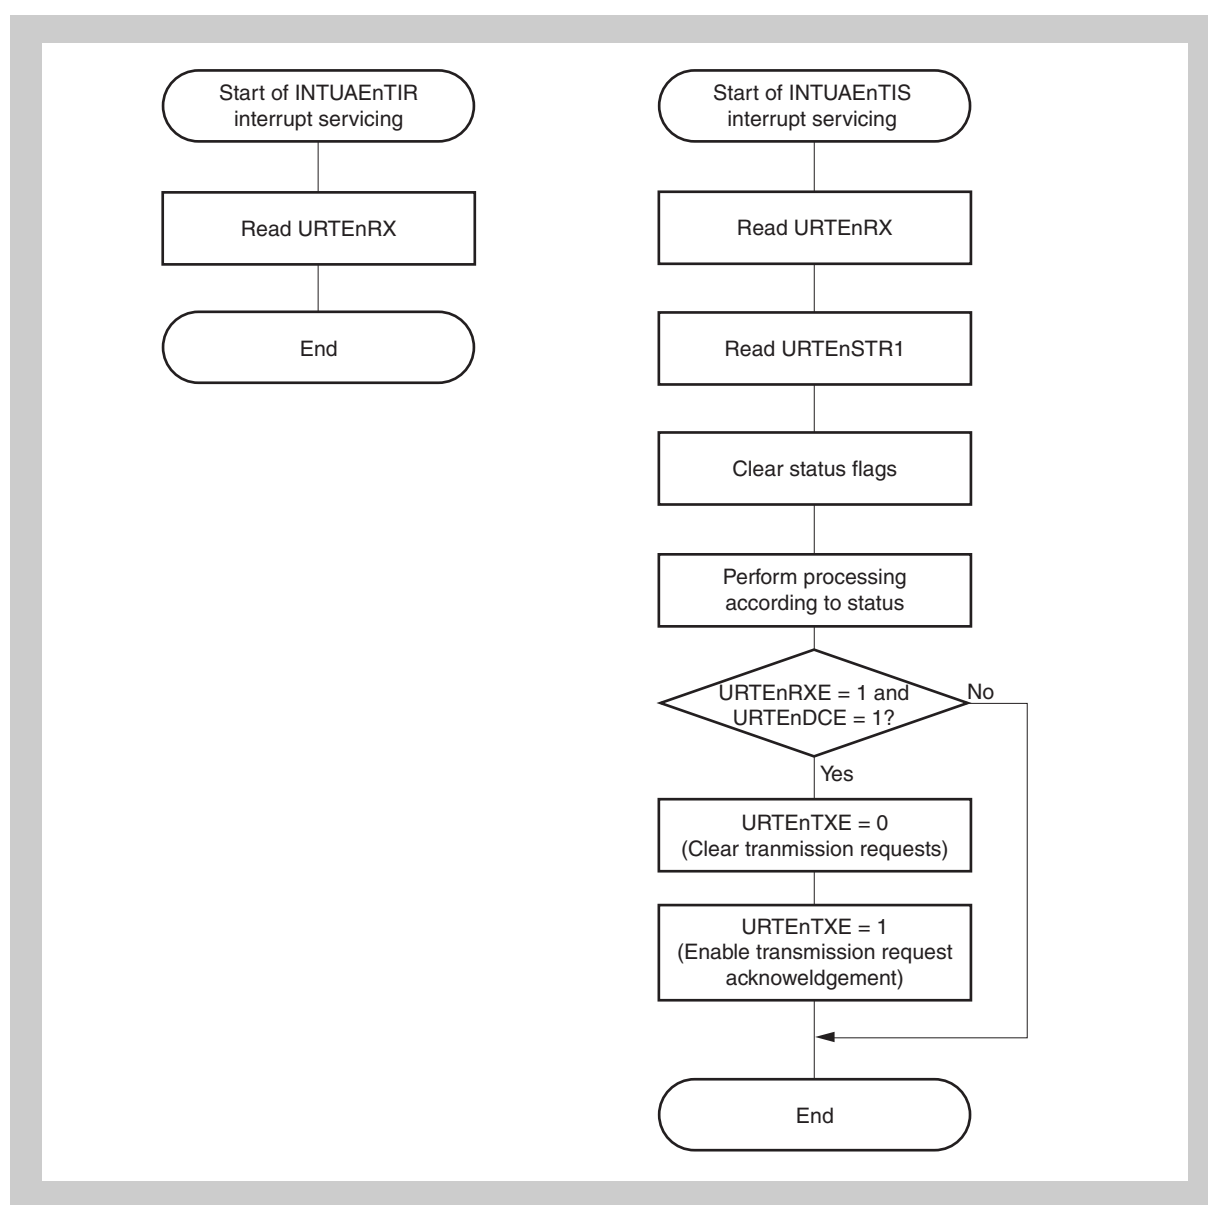 Start of INTUAEnTIR
interrupt servicing
Read URTEnRX
End
Start of INTUAEnTIS
interrupt servicing
Read URTEnRX
Read URTEnSTR1
Clear status flags
Perform processing
according to status
URTEnRXE = 1 and
URTEnDCE = 1?
No
Yes
URTEnTXE = 0
(Clear tranmission requests)
URTEnTXE = 1
(Enable transmission request
acknoweldgement)
End